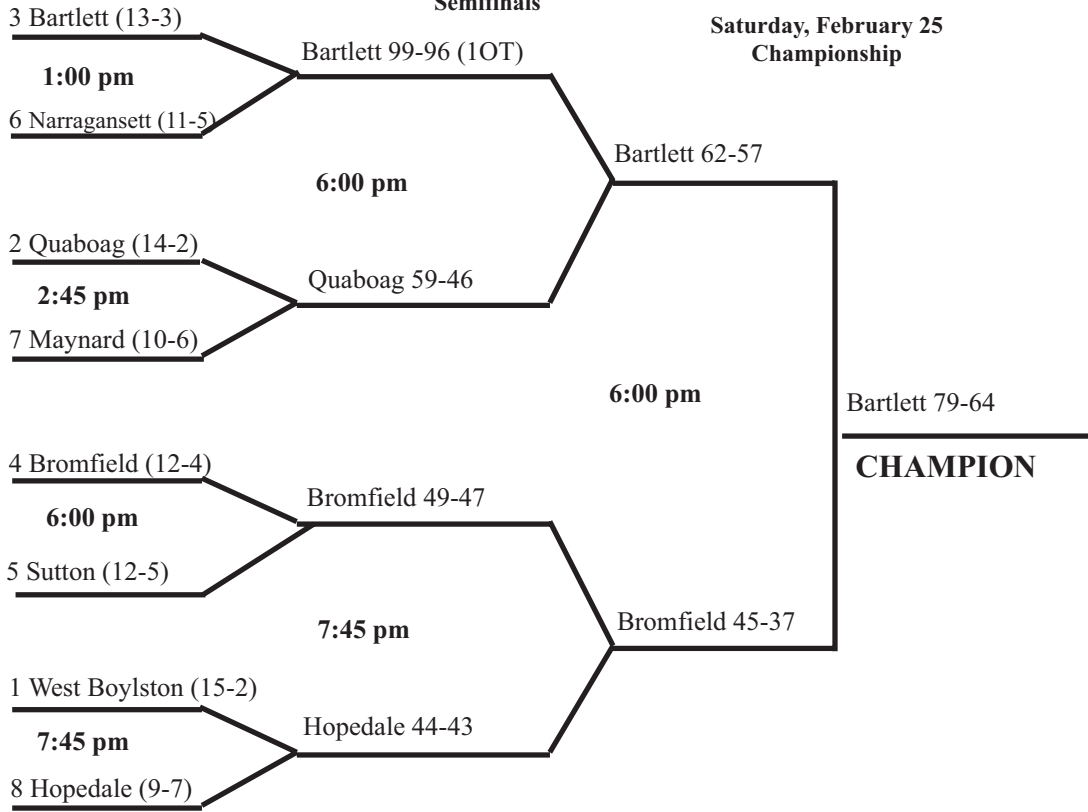 Semifinals
Saturday, February 25
Championship
3 Bartlett (13-3)
1:00 pm
6 Narragansett (11-5)
Bartlett 99-96 (1OT)
6:00 pm
2 Quaboag (14-2)
2:45 pm
7 Maynard (10-6)
Quaboag 59-46
Bartlett 62-57
6:00 pm
4 Bromfield (12-4)
6:00 pm
5 Sutton (12-5)
Bromfield 49-47
7:45 pm
1 West Boylston (15-2)
7:45 pm
8 Hopedale (9-7)
Hopedale 44-43
Bromfield 45-37
Bartlett 79-64
CHAMPION